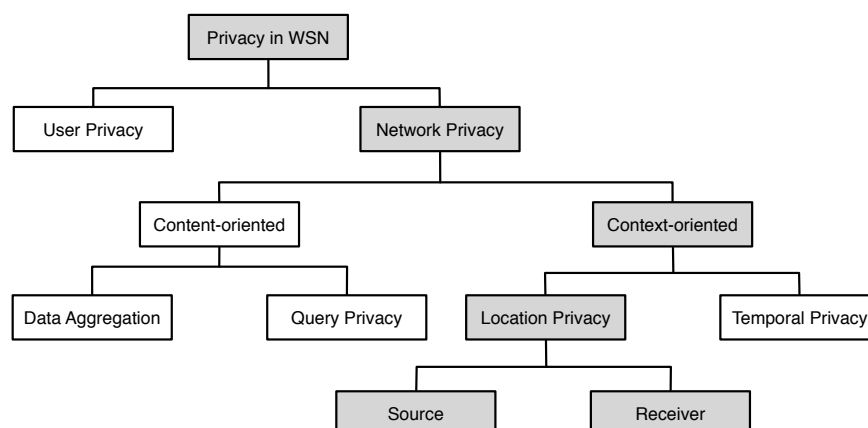 Privacy in WSN
User Privacy
Network Privacy
Content-oriented
Context-oriented
Data Aggregation
Query Privacy
Location Privacy
Temporal Privacy
Source
Receiver